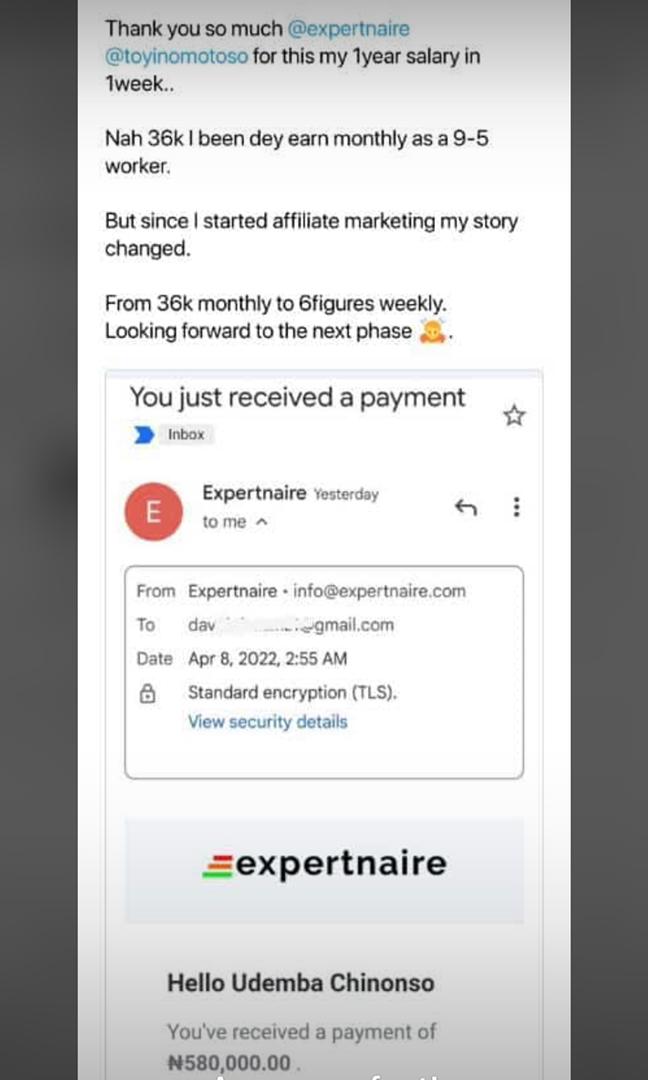 Thank you so much @expertnaire
@toyinomotoso for this my 1year salary in
1week..
Nah 36k I been dey earn monthly as a 9-5
worker.
But since I started affiliate marketing my story
changed.
From 36k monthly to 6figures weekly.
Looking forward to the next phase 🙇.
You just received a payment
Inbox
E
Expertnaire Yesterday
to me
From Expertnaire • info@expertnaire.com
To dav gmail.com
Date Apr 8, 2022, 2:55 AM
Standard encryption (TLS).
View security details
expertnaire
Hello Udemba Chinonso
You've received a payment of
₦580,000.00 .